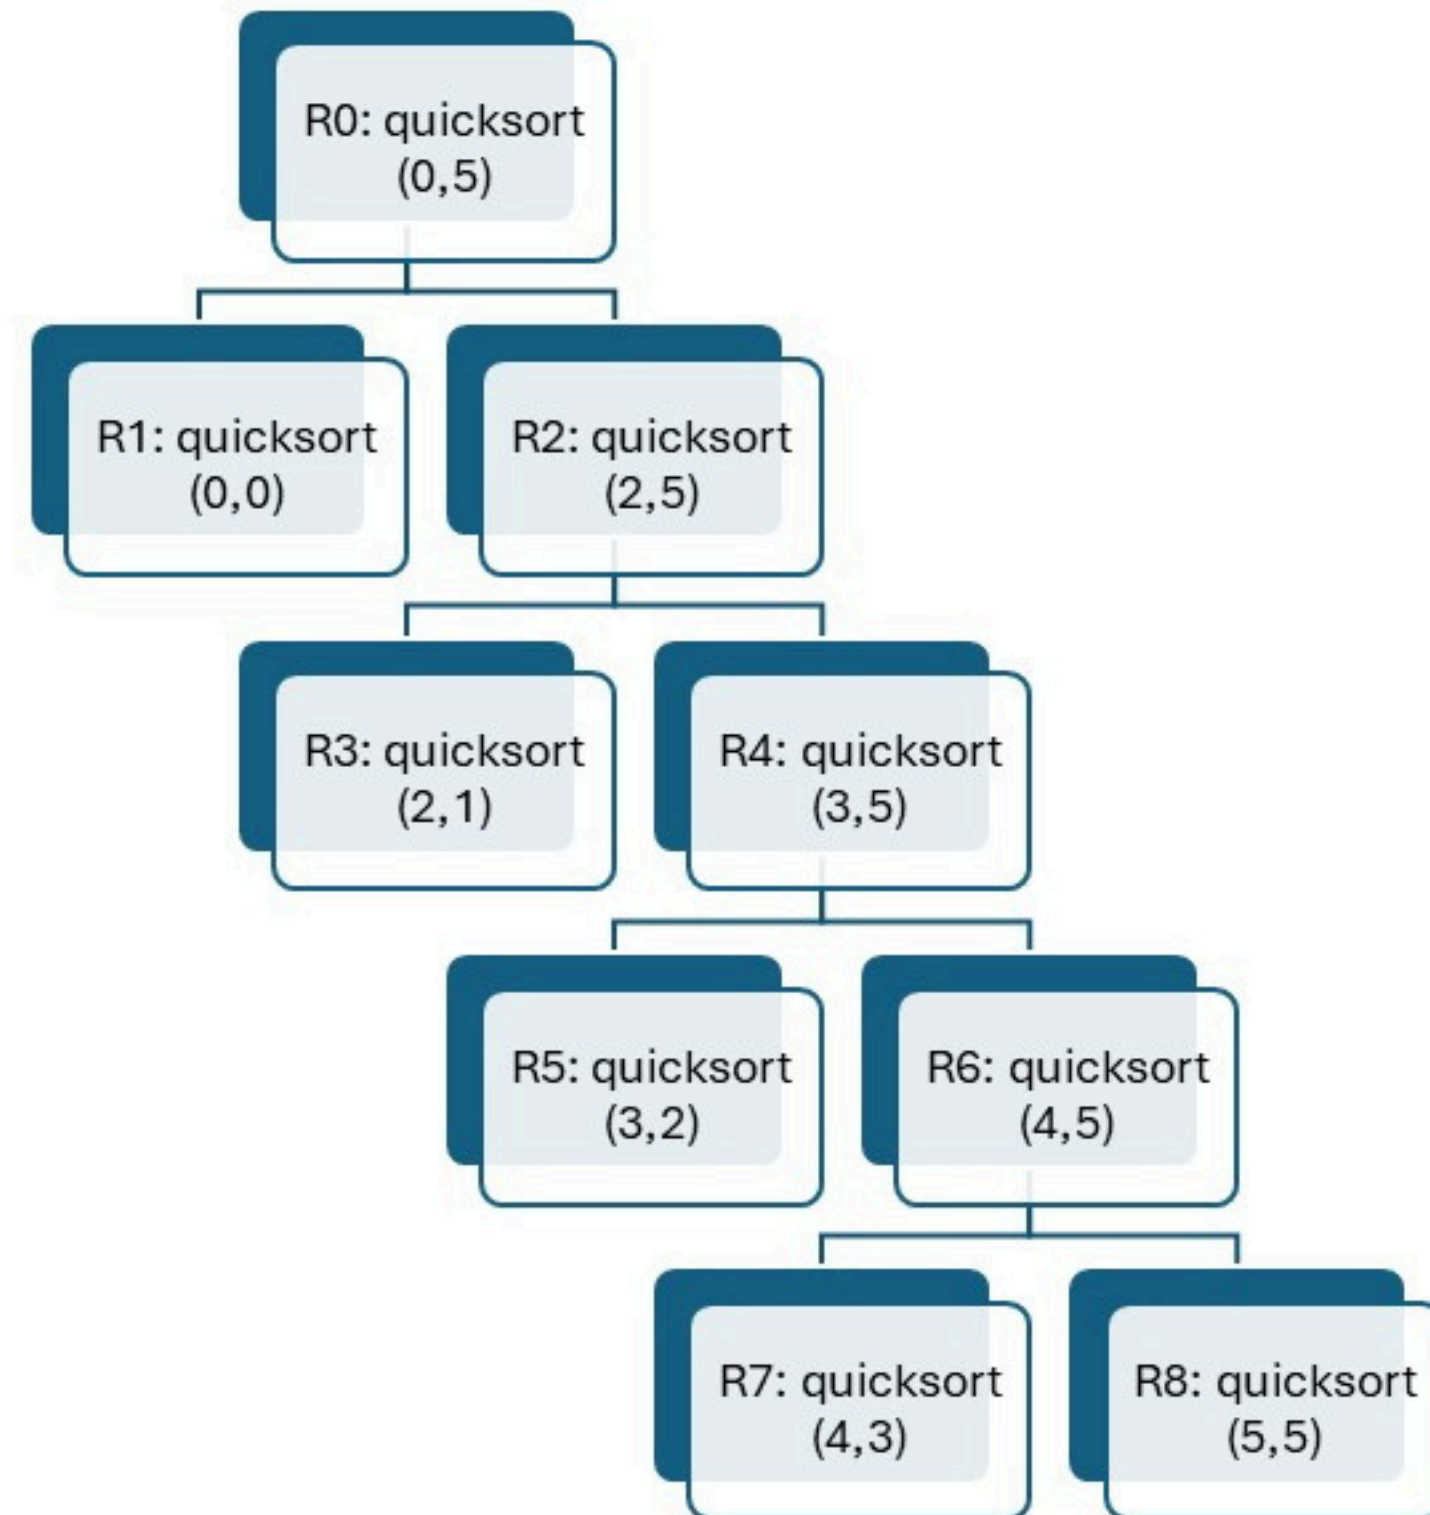 R0: quicksort
(0,5)
R1: quicksort
(0,0)
R2: quicksort
(2,5)
R3: quicksort
(2,1)
R4: quicksort
(3,5)
R5: quicksort
(3,2)
R6: quicksort
(4,5)
R7: quicksort
(4,3)
R8: quicksort
(5,5)